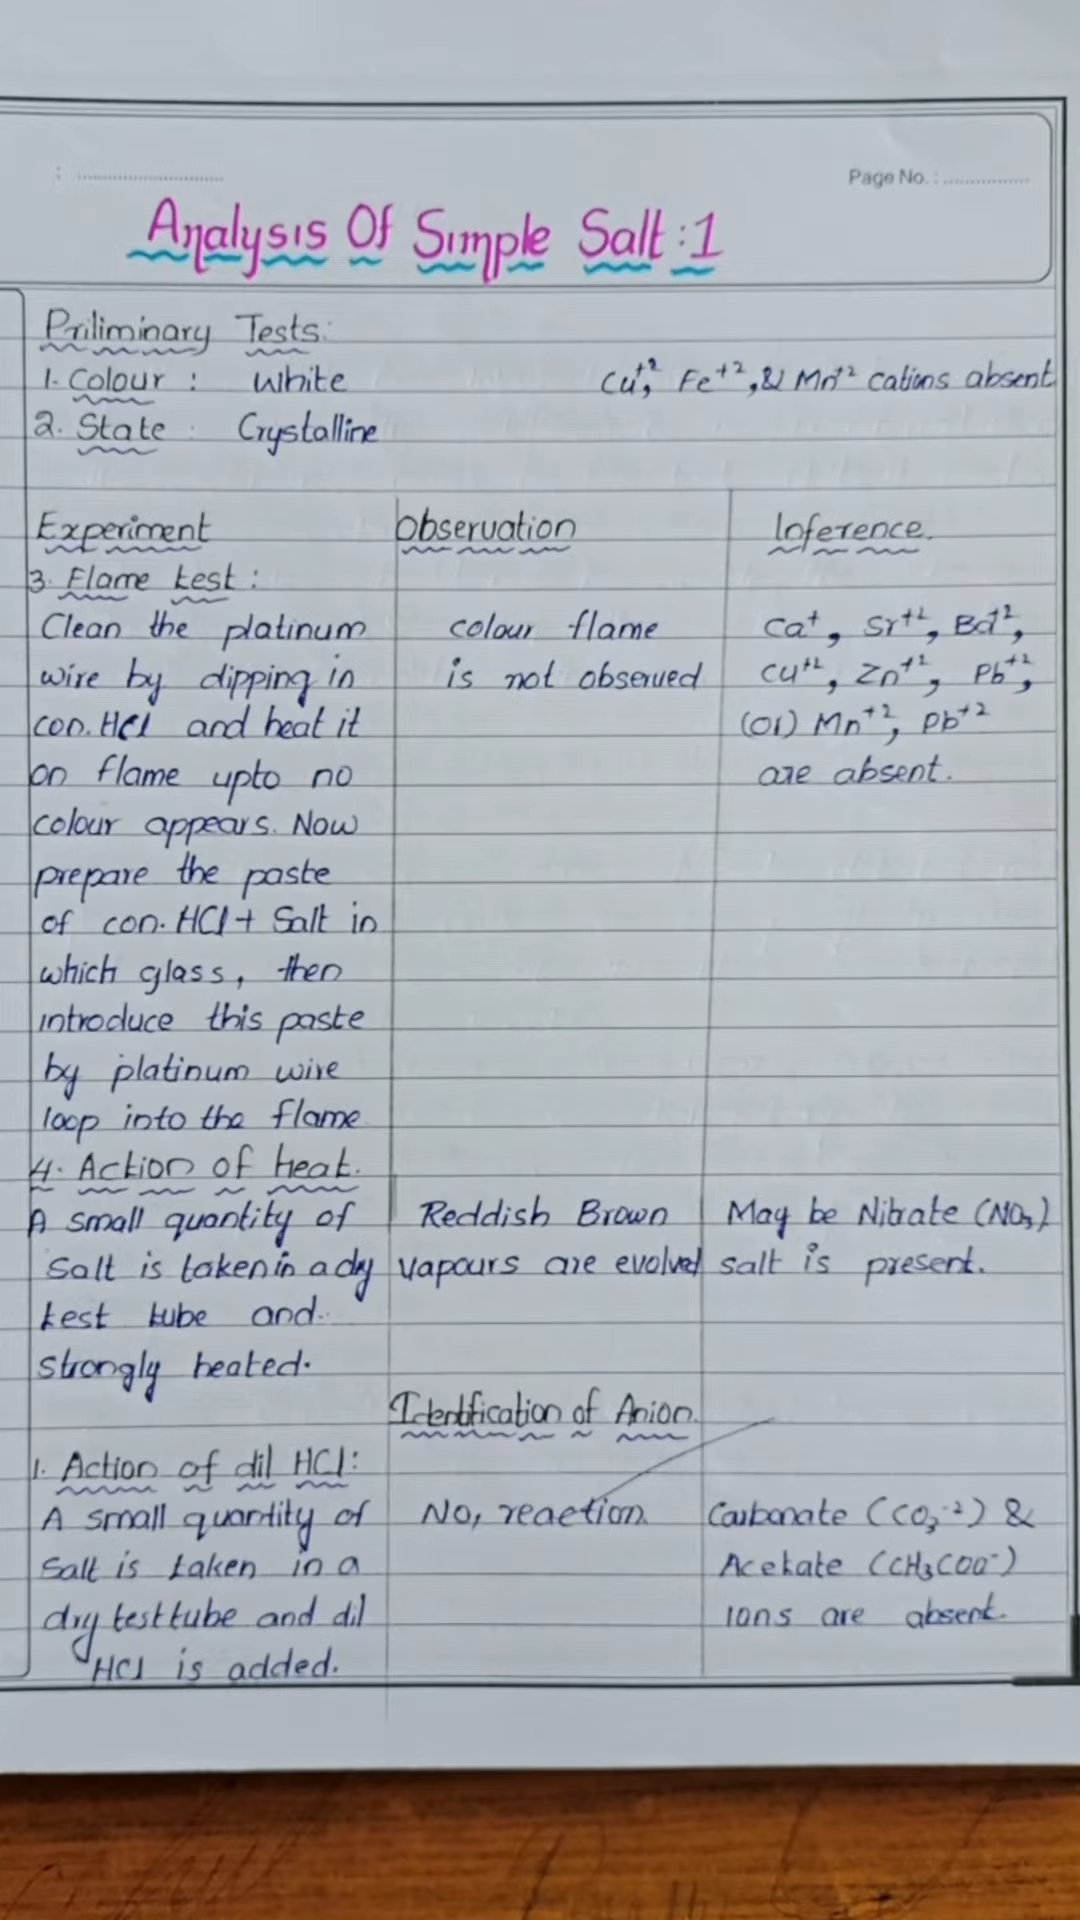 : ............................
Page No. : ................
Analysis Of Simple Salt : 1
Priliminary Tests:
1. Colour : White Cu+2, Fe+2, & Mn+2 cations absent
2. State : Crystalline
Experiment Observation Inference.
3. Flame test :
Clean the platinum colour flame Ca+, Sr+2, Ba+2,
wire by dipping in is not observed Cu+2, Zn+2, Pb+2,
con. HCl and heat it (or) Mn+2, Pb+2
on flame upto no are absent.
colour appears. Now
prepare the paste
of con. HCl + Salt in
which glass, then
introduce this paste
by platinum wire
loop into the flame
4. Action of heat.
A small quantity of Reddish Brown May be Nitrate (NO3)
Salt is taken in a dry vapours are evolved salt is present.
test tube and.
strongly heated.
Identification of Anion.
1. Action of dil HCl :
A small quantity of No, reaction. Carbonate (CO3-2) &
Salt is taken in a Acetate (CH3COO-)
dry testtube and dil ions are absent.
HCl is added.